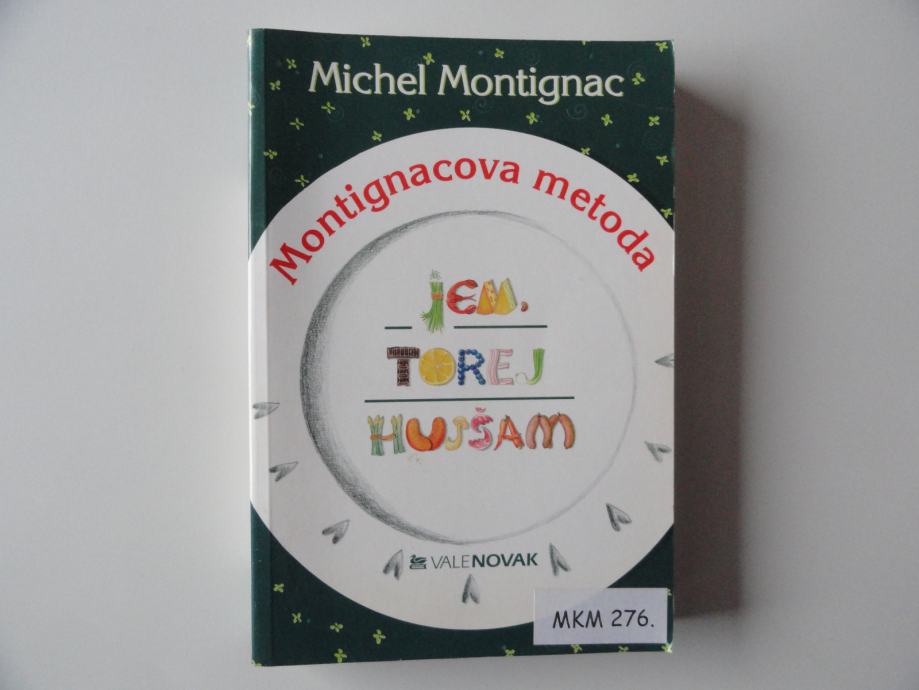 Michel Montignac
Montignacova metoda
JEM,
TOREJ
HUJŠAM
VALENOVAK
MKM 276.